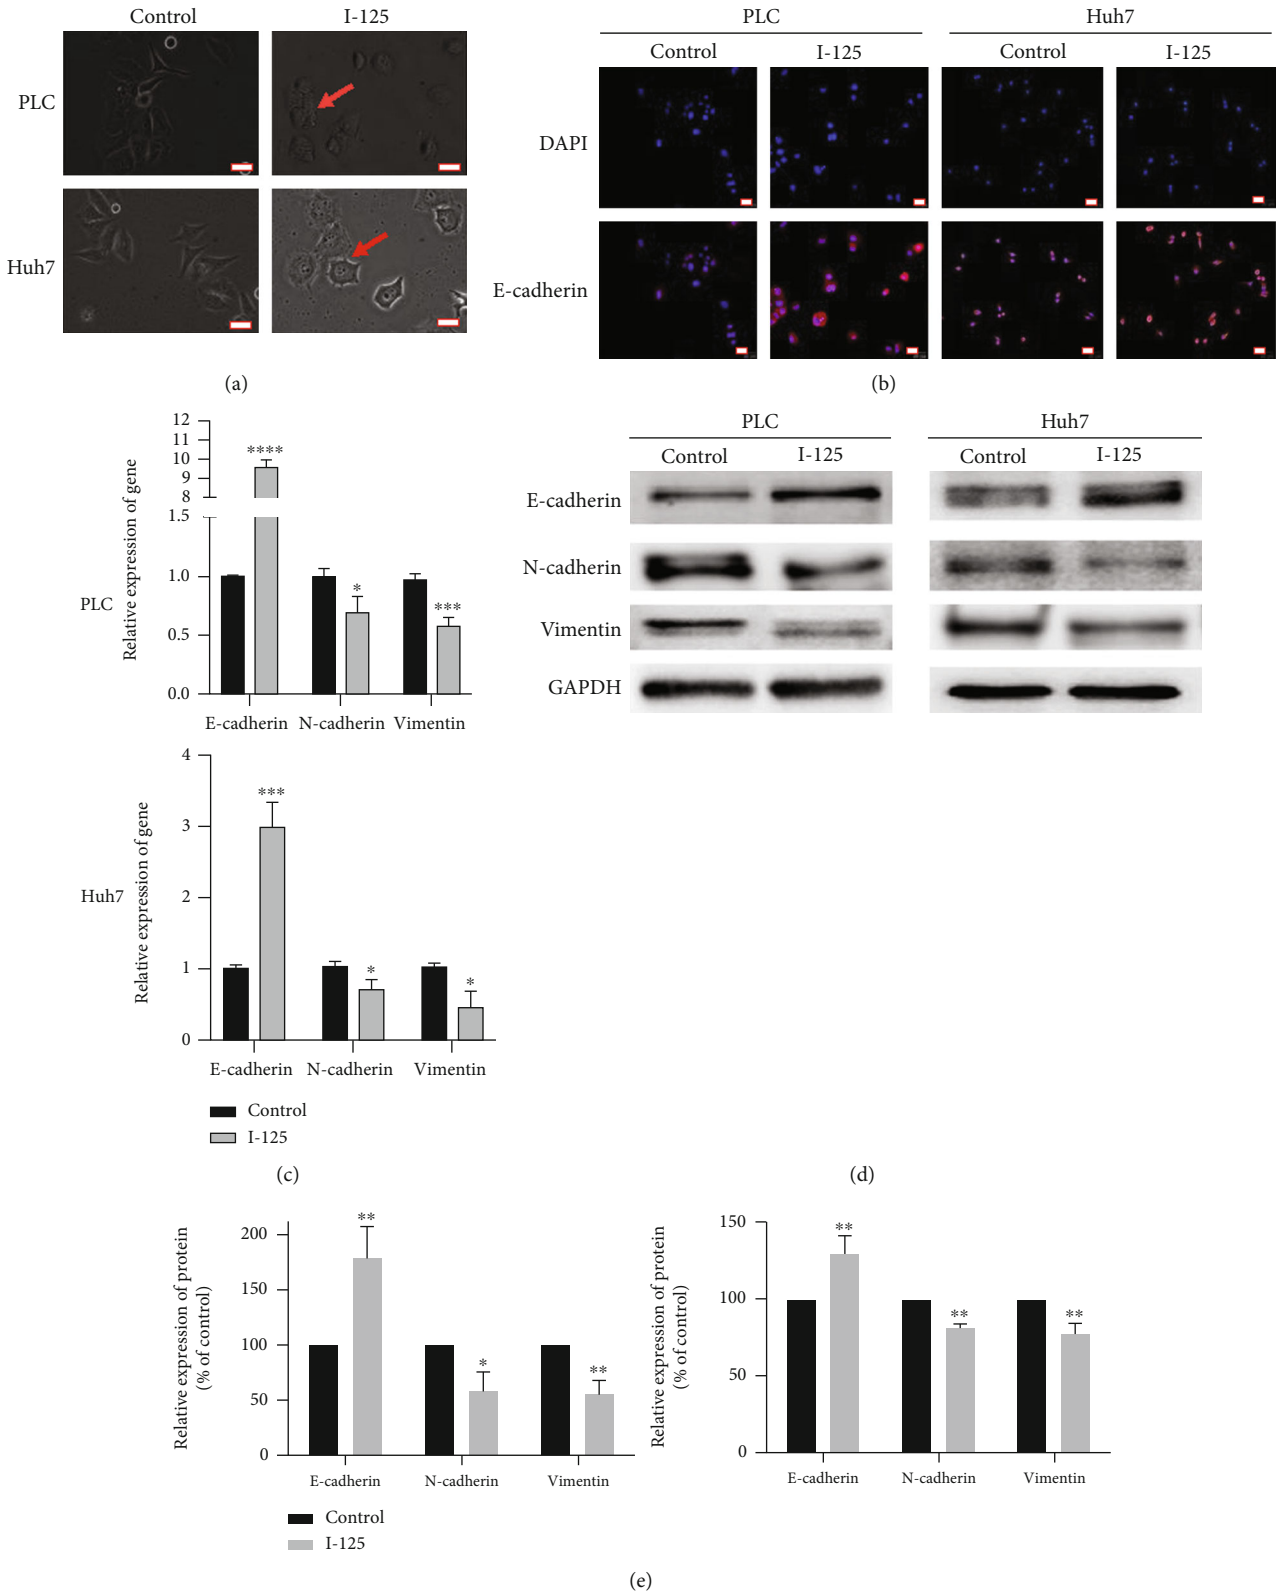 Control I-125
PLC
Huh7
(a)
PLC Huh7
Control I-125 Control I-125
DAPI
E-cadherin
(b)
PLC
Relative expression of gene
12
11
10
9
8
1.5
1.0
0.5
0.0
****
*
***
E-cadherin N-cadherin Vimentin
Huh7
Relative expression of gene
4
3
2
1
0
***
*
*
E-cadherin N-cadherin Vimentin
Control
I-125
(c)
PLC Huh7
Control I-125 Control I-125
E-cadherin
N-cadherin
Vimentin
GAPDH
(d)
Relative expression of protein
(% of control)
200
150
100
50
0
**
*
**
E-cadherin N-cadherin Vimentin
Control
I-125
Relative expression of protein
(% of control)
150
100
50
0
**
**
**
E-cadherin N-cadherin Vimentin
(e)